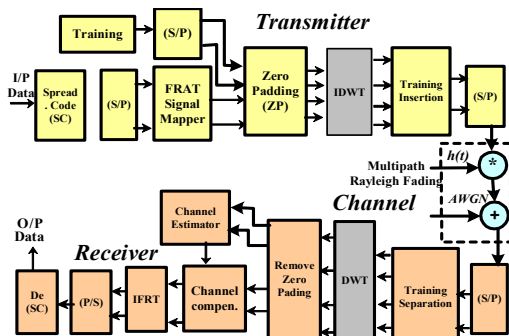 Transmitter
Training
(S/P)
I/P
Data
Spread
. Code
(SC)
(S/P)
FRAT
Signal
Mapper
Zero
Padding
(ZP)
IDWT
Training
Insertion
(S/P)
h(t)
*
Multipath
Rayleigh Fading
Channel
AWGN
+
O/P
Data
Receiver
Channel
Estimator
De
(SC)
(P/S)
IFRT
Channel
compen.
Remove
Zero
Pading
DWT
Training
Separation
(S/P)